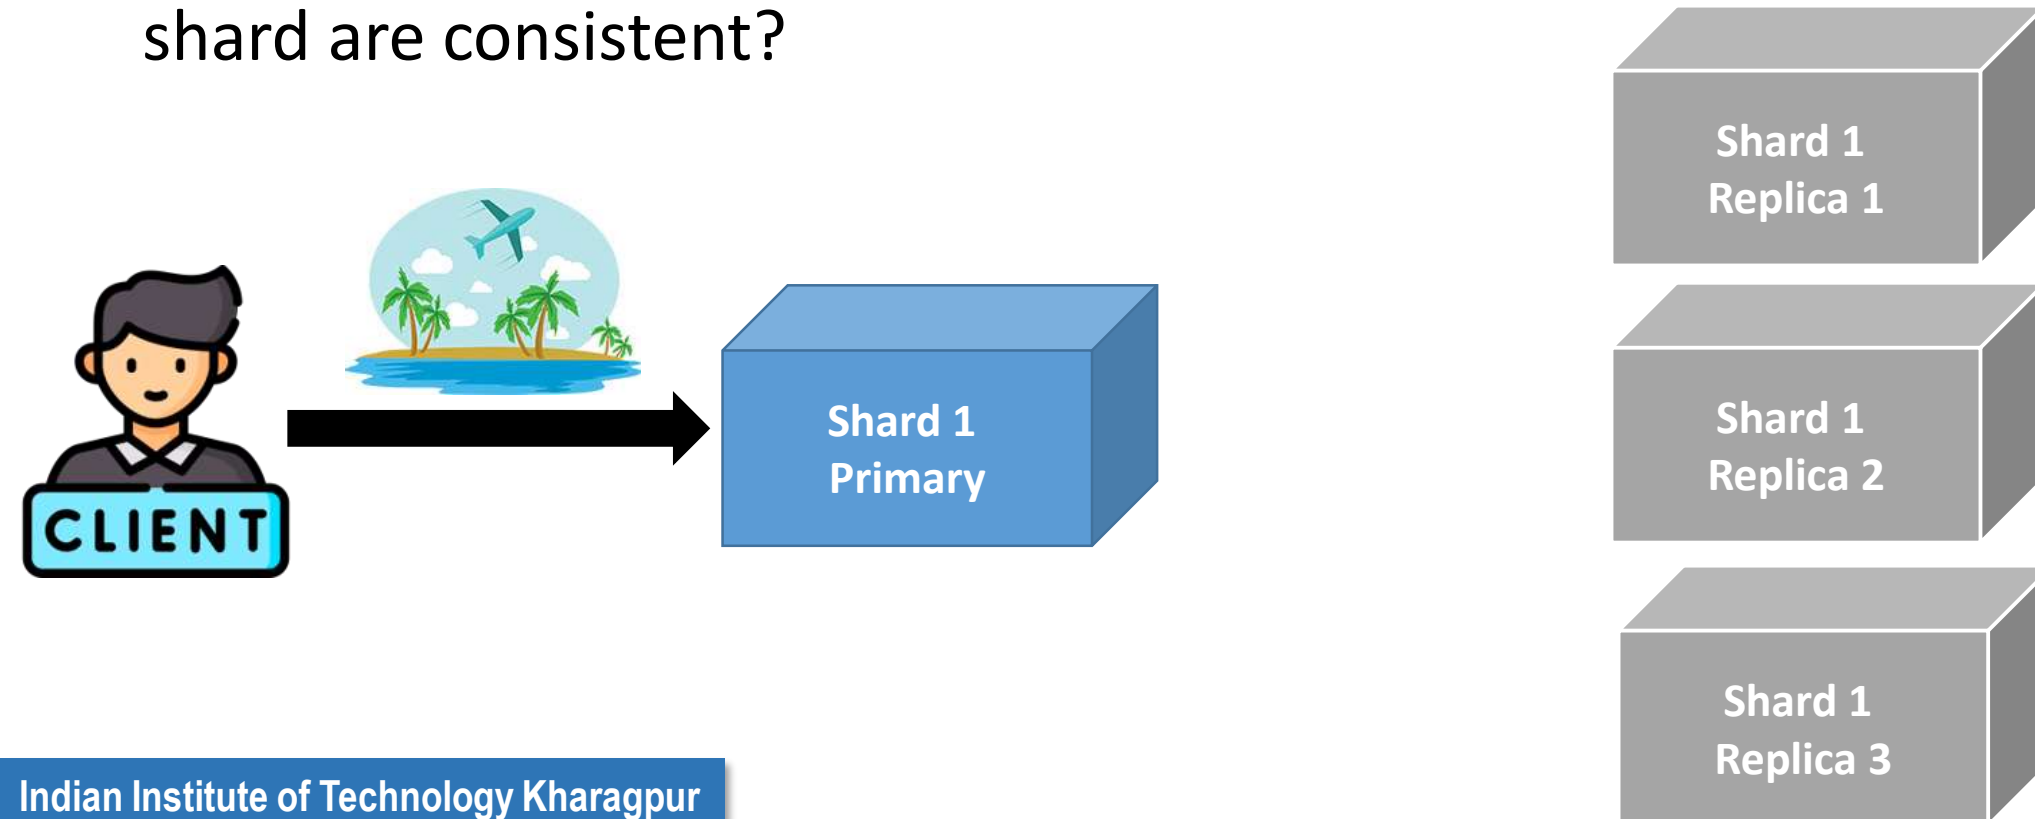 shard are consistent?
Shard 1
Replica 1
CLIENT
Shard 1
Primary
Shard 1
Replica 2
Shard 1
Replica 3
Indian Institute of Technology Kharagpur